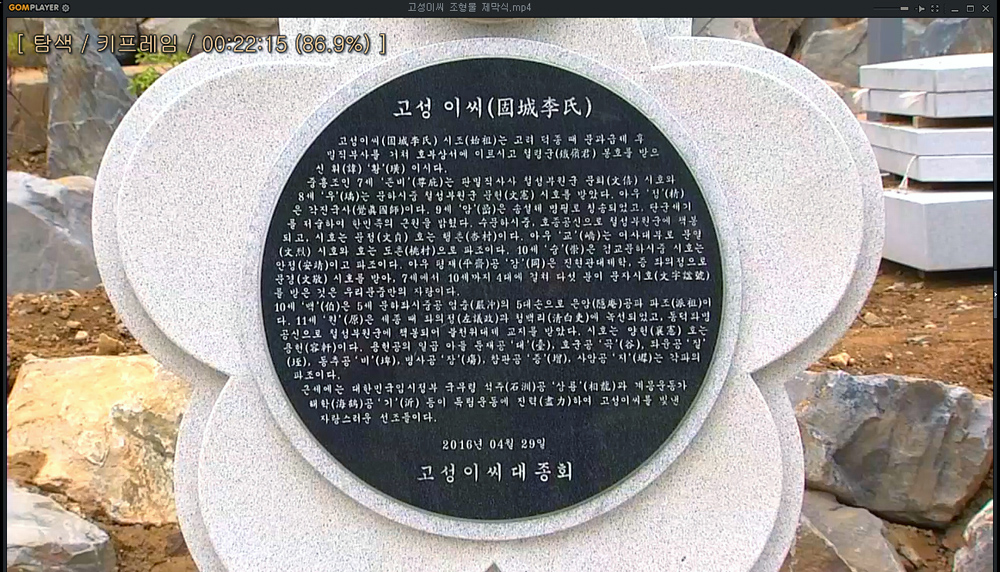 GOMPLAYER
고성이씨 조형물 제막식.mp4
[ 탐색 / 키프레임 / 00:22:15 (86.9%) ]
고성 이씨(固城李氏)
고성이씨(固城李氏) 시조(始祖)는 고려 덕종 때 문과급제 후
밀직부사를 거쳐 호부상서에 이르시고 철령군(鐵嶺君) 봉호를 받으
신 휘(諱) '황'(璜) 이시다.
중흥조인 7세 '존비'(尊庇)는 판밀직사사 철성부원군 문희(文僖) 시호와
8세 '우'(瑀)는 문하시중 철성부원군 문헌(文憲) 시호를 받았다. 아우 '정'(精)
은 각진국사(覺眞國師)이다. 9세 '암'(嵒)은 송설체 명필로 칭송되었고, 단군세기
를 저술하여 한민족의 근원을 밝혔다. 수문하시중, 호종공신으로 철성부원군에 책봉
되고, 시호는 문정(文貞) 호는 행촌(杏村)이다. 아우 '교'(嶠)는 어사대부로 문열
(文烈) 시호와 호는 도촌(桃村)으로 파조이다. 10세 '숭'(崇)은 검교문하시중 시호는
안정(安靖)이고 파조이다. 아우 평재(平齋)공 '강'(岡)은 진현관대제학, 증 좌의정으로
문경(文敬) 시호를 받아, 7세에서 10세까지 4대에 걸쳐 다섯 분이 문자시호(文字諡號)
를 받은 것은 우리문중만의 자랑이다.
10세 '백'(伯)은 5세 문하좌시중공 엄충(嚴冲)의 5대손으로 은암(隱庵)공파 파조(派祖)이
다. 11세 '원'(原)은 세종 때 좌의정(左議政)과 청백리(清白吏)에 녹선되었고, 동덕좌명
공신으로 철성부원군에 책봉되어 불천위대제 교지를 받았다. 시호는 양헌(襄憲) 호는
용헌(容軒)이다. 용헌공의 일곱 아들 둔재공 '대'(臺), 호군공 '곡'(谷), 좌윤공 '질'
(垤), 동추공 '비'(埤), 병사공 '장'(場), 참판공 '증'(增), 사암공 '지'(墀)는 각파의
파조이다.
근세에는 대한민국임시정부 국무령 석주(石洲)공 '상룡'(相龍)과 계몽운동가
해학(海鶴)공 '기'(沂) 등이 독립운동에 진력(盡力)하여 고성이씨를 빛낸
자랑스러운 선조들이다.
2016년 04월 29일
고성이씨대종회